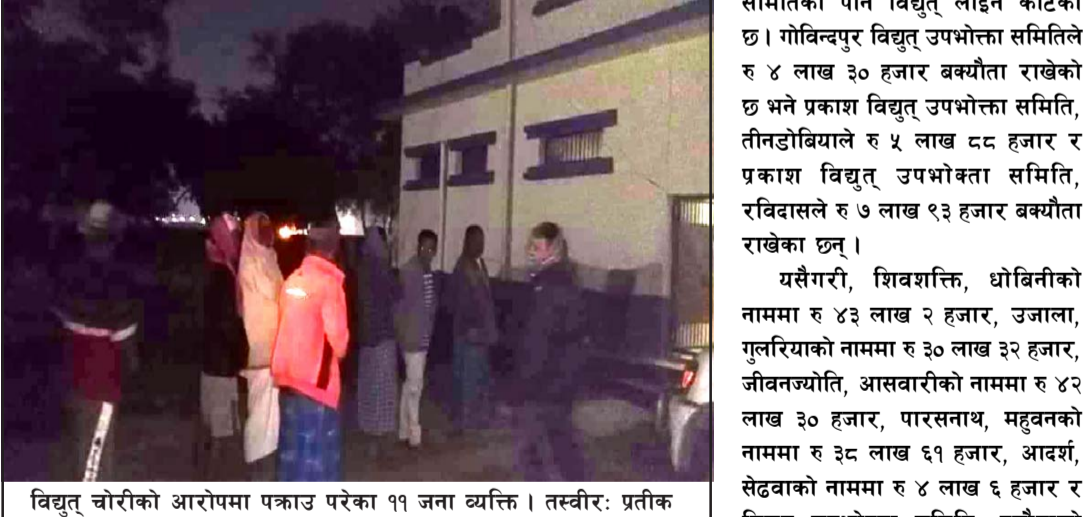 समितिको पनि विद्युत् लाइन काटेको
छ। गोविन्दपुर विद्युत् उपभोक्ता समितिले
रु ४ लाख ३० हजार बक्यौता राखेको
छ भने प्रकाश विद्युत् उपभोक्ता समिति,
तीनडोबियाले रु ५ लाख ८८ हजार र
प्रकाश विद्युत् उपभोक्ता समिति,
रविदासले रु ७ लाख ९३ हजार बक्यौता
राखेका छन्।
यसैगरी, शिवशक्ति, धोबिनीको
नाममा रु ४३ लाख २ हजार, उजाला,
गुलरियाको नाममा रु ३० लाख ३२ हजार,
जीवनज्योति, आसवारीको नाममा रु ४२
लाख ३० हजार, पारसनाथ, महुवनको
नाममा रु ३८ लाख ६१ हजार, आदर्श,
सेढवाको नाममा रु ४ लाख ६ हजार र
विद्युत् चोरीको आरोपमा पक्राउ परेका ११ जना व्यक्ति। तस्वीरः प्रतीक